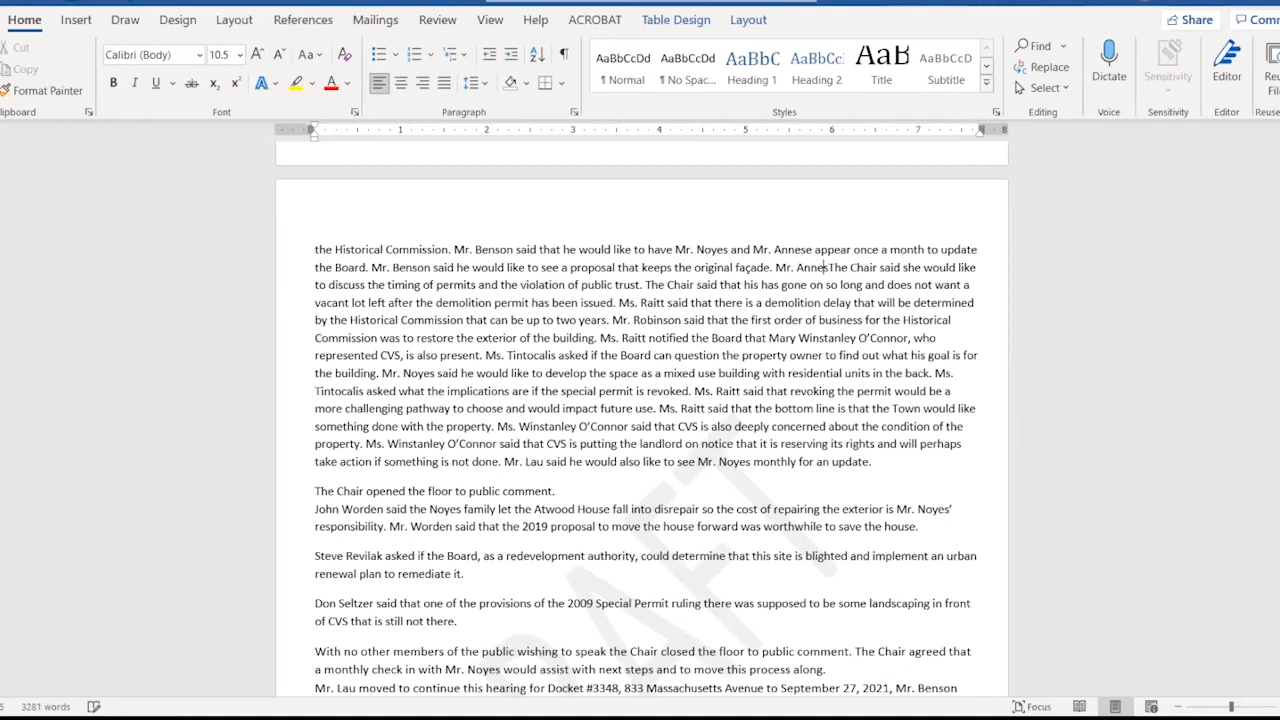 Home Insert Draw Design Layout References Mailings Review View Help ACROBAT Table Design Layout Share
Cut
Copy
Format Painter
Calibri (Body) 10.5
AaBbCcDd AaBbCcDd AaBbC AaBbCc AaB AaBbCcD
¶ Normal ¶ No Spac... Heading 1 Heading 2 Title Subtitle
Find
Replace
Select
Dictate Sensitivity Editor
Font Paragraph Styles Editing Voice Sensitivity Editor
1 2 3 4 5 6 7 8
the Historical Commission. Mr. Benson said that he would like to have Mr. Noyes and Mr. Annese appear once a month to update
the Board. Mr. Benson said he would like to see a proposal that keeps the original façade. Mr. AnnesThe Chair said she would like
to discuss the timing of permits and the violation of public trust. The Chair said that his has gone on so long and does not want a
vacant lot left after the demolition permit has been issued. Ms. Raitt said that there is a demolition delay that will be determined
by the Historical Commission that can be up to two years. Mr. Robinson said that the first order of business for the Historical
Commission was to restore the exterior of the building. Ms. Raitt notified the Board that Mary Winstanley O’Connor, who
represented CVS, is also present. Ms. Tintocalis asked if the Board can question the property owner to find out what his goal is for
the building. Mr. Noyes said he would like to develop the space as a mixed use building with residential units in the back. Ms.
Tintocalis asked what the implications are if the special permit is revoked. Ms. Raitt said that revoking the permit would be a
more challenging pathway to choose and would impact future use. Ms. Raitt said that the bottom line is that the Town would like
something done with the property. Ms. Winstanley O’Connor said that CVS is also deeply concerned about the condition of the
property. Ms. Winstanley O’Connor said that CVS is putting the landlord on notice that it is reserving its rights and will perhaps
take action if something is not done. Mr. Lau said he would also like to see Mr. Noyes monthly for an update.
The Chair opened the floor to public comment.
John Worden said the Noyes family let the Atwood House fall into disrepair so the cost of repairing the exterior is Mr. Noyes’
responsibility. Mr. Worden said that the 2019 proposal to move the house forward was worthwhile to save the house.
Steve Revilak asked if the Board, as a redevelopment authority, could determine that this site is blighted and implement an urban
renewal plan to remediate it.
Don Seltzer said that one of the provisions of the 2009 Special Permit ruling there was supposed to be some landscaping in front
of CVS that is still not there.
With no other members of the public wishing to speak the Chair closed the floor to public comment. The Chair agreed that
a monthly check in with Mr. Noyes would assist with next steps and to move this process along.
Mr. Lau moved to continue this hearing for Docket #3348, 833 Massachusetts Avenue to September 27, 2021, Mr. Benson
DRAFT
3281 words
Focus